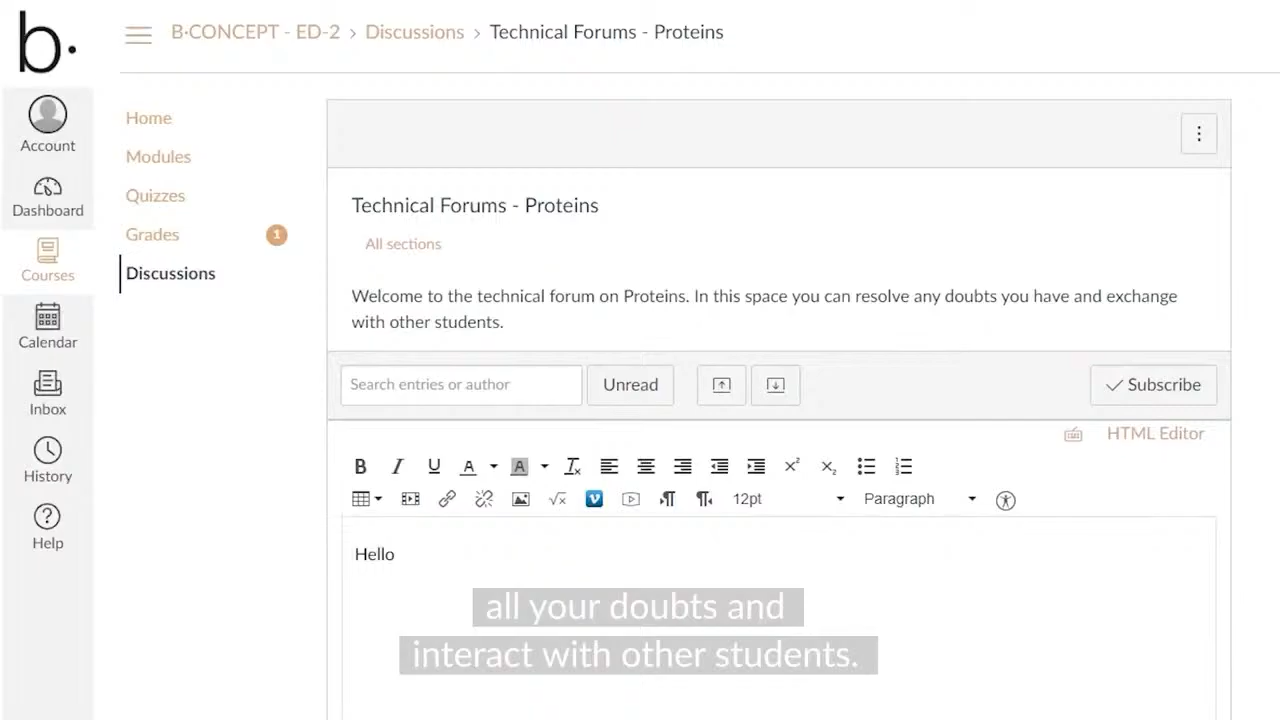 b.
B·CONCEPT - ED-2 > Discussions > Technical Forums - Proteins
Account
Dashboard
Courses
Calendar
Inbox
History
Help
Home
Modules
Quizzes
Grades 1
Discussions
Technical Forums - Proteins
All sections
Welcome to the technical forum on Proteins. In this space you can resolve any doubts you have and exchange
with other students.
Search entries or author Unread Subscribe
HTML Editor
B I U A A Tx x² x₂
√x 12pt Paragraph
Hello
all your doubts and
interact with other students.